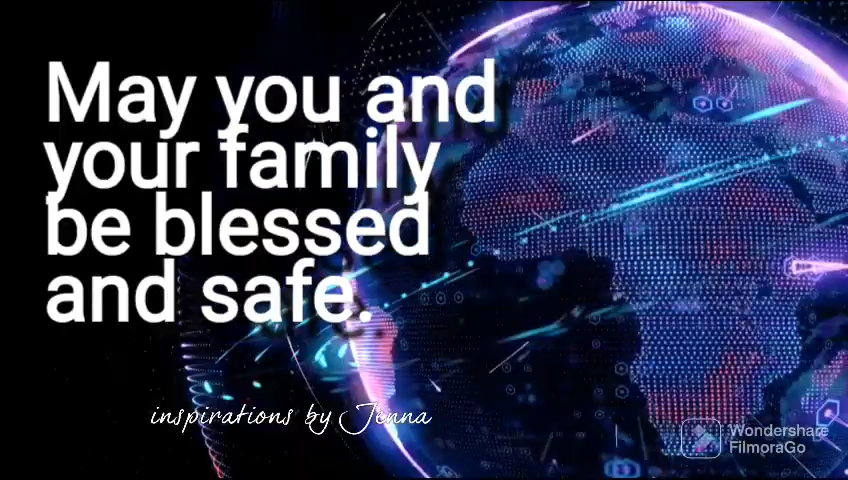 May you and
your family
be blessed
and safe.
inspirations by Jenna
Wondershare
FilmoraGo